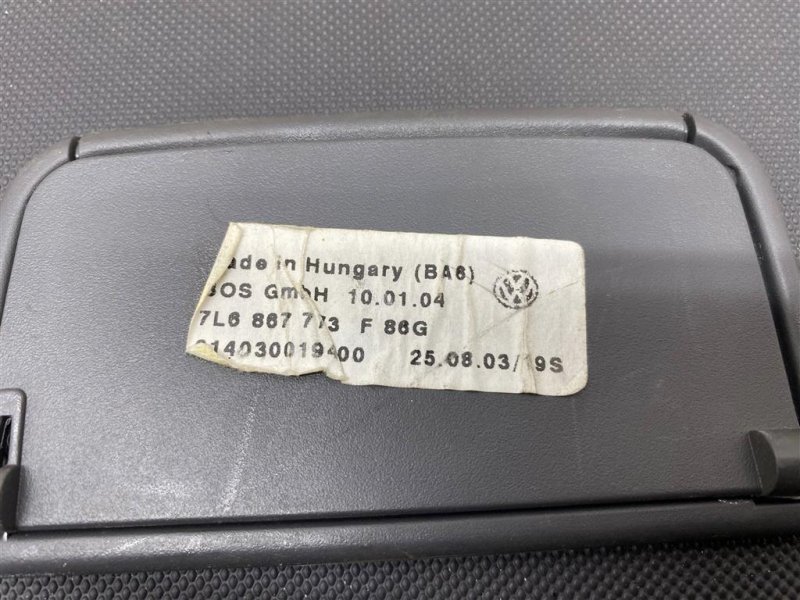 ade in Hungary (BA6)
BOS GmbH 10.01.04
7L6 867 773 F 86G
014030019400 25.08.03/19S